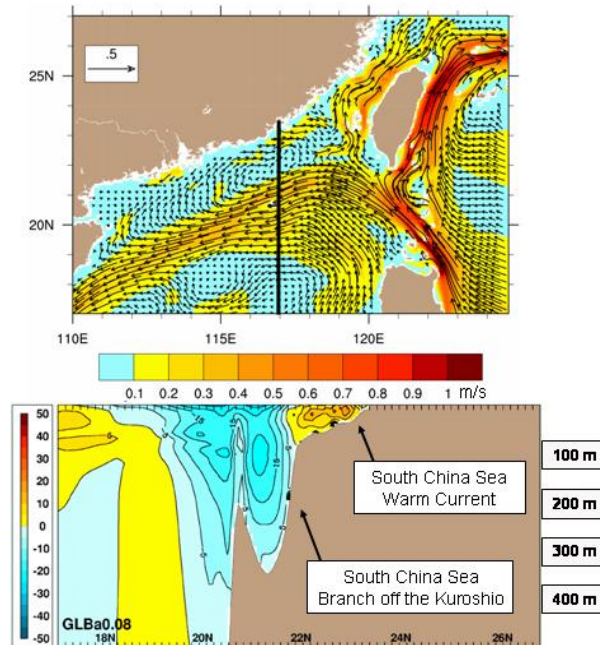 .5
25N
20N
110E 115E 120E
0.1 0.2 0.3 0.4 0.5 0.6 0.7 0.8 0.9 1 m/s
50
40
30
20
10
0
-10
-20
-30
-40
-50
South China Sea
Warm Current
South China Sea
Branch off the Kuroshio
100 m
200 m
300 m
400 m
GLBa0.08
18N 20N 22N 24N 26N